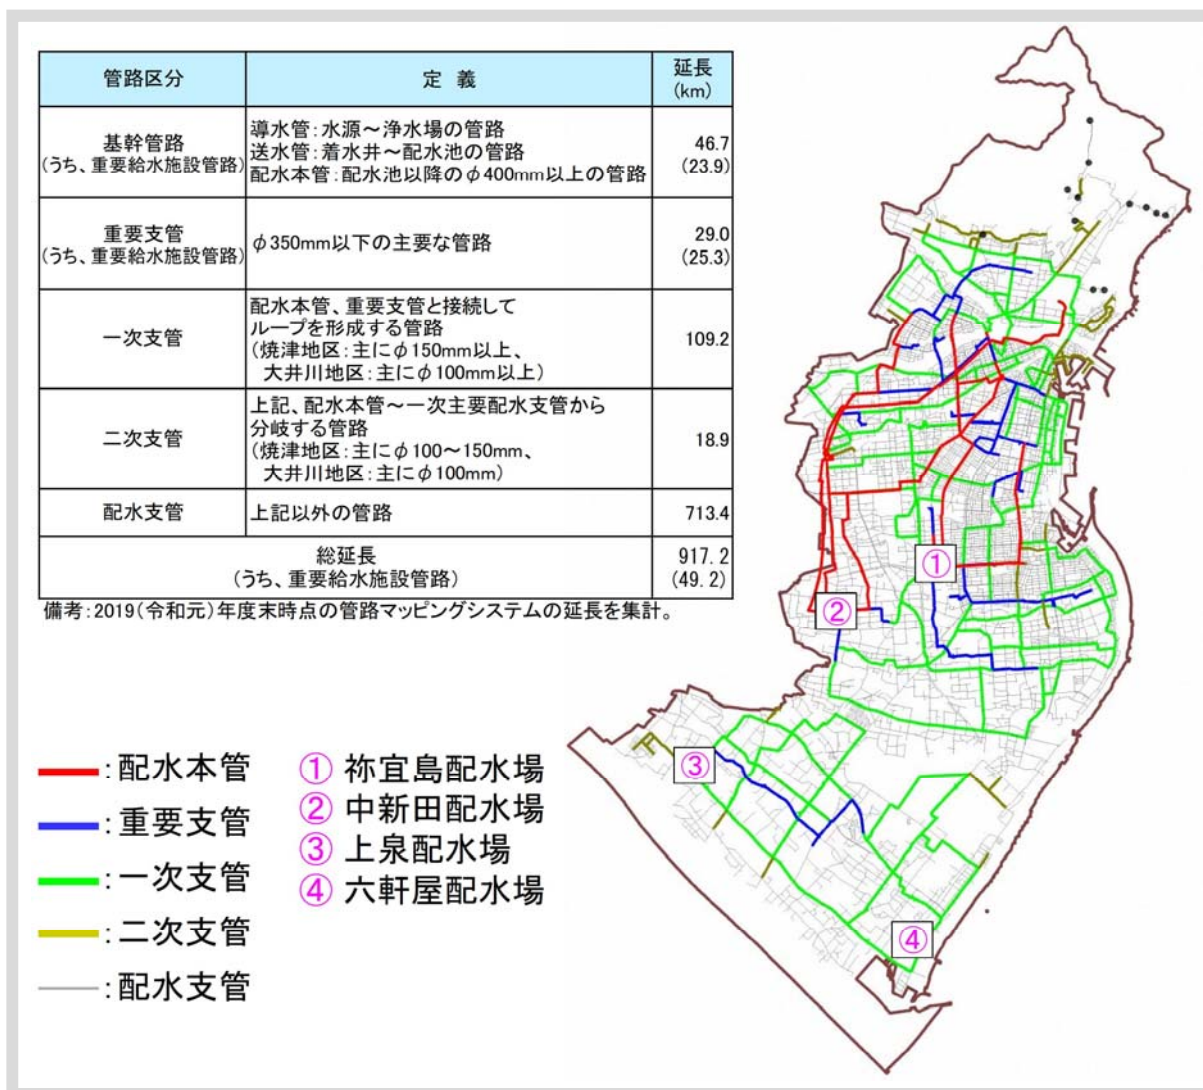 管路区分 定 義 延長
(km)
基幹管路
(うち、重要給水施設管路)
導水管：水源～浄水場の管路
送水管：着水井～配水池の管路
配水本管：配水池以降のφ400mm以上の管路
46.7
(23.9)
重要支管
(うち、重要給水施設管路)
φ350mm以下の主要な管路
29.0
(25.3)
一次支管
配水本管、重要支管と接続して
ループを形成する管路
(焼津地区：主にφ150mm以上、
大井川地区：主にφ100mm以上)
109.2
二次支管
上記、配水本管～一次主要配水支管から
分岐する管路
(焼津地区：主にφ100～150mm、
大井川地区：主にφ100mm)
18.9
配水支管 上記以外の管路 713.4
総延長
(うち、重要給水施設管路)
917.2
(49.2)
備考：2019(令和元)年度末時点の管路マッピングシステムの延長を集計。
：配水本管
：重要支管
：一次支管
：二次支管
：配水支管
① 祢宜島配水場
② 中新田配水場
③ 上泉配水場
④ 六軒屋配水場
①
②
③
④